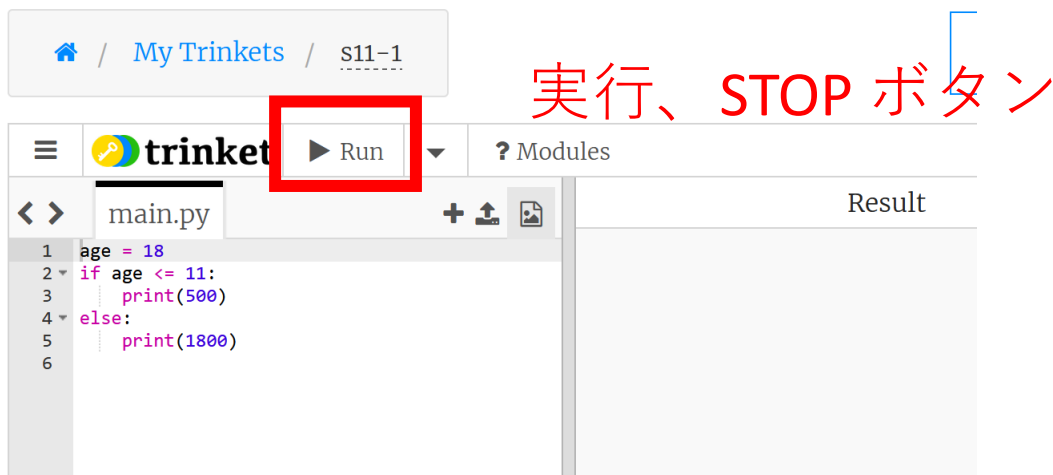 / My Trinkets / s11-1
実行、STOP ボタン
trinket Run ? Modules
main.py
Result
1 age = 18
2 if age <= 11:
3 print(500)
4 else:
5 print(1800)
6